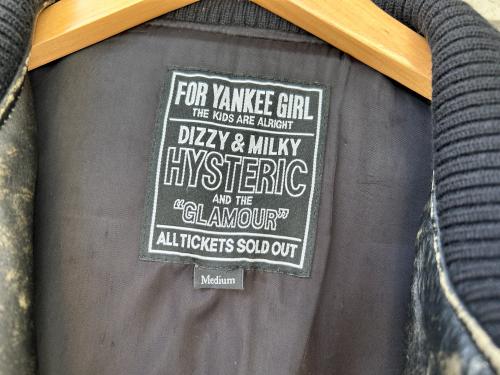 FOR YANKEE GIRL
THE KIDS ARE ALRIGHT
DIZZY & MILKY
HYSTERIC
AND THE
"GLAMOUR"
ALL TICKETS SOLD OUT
Medium